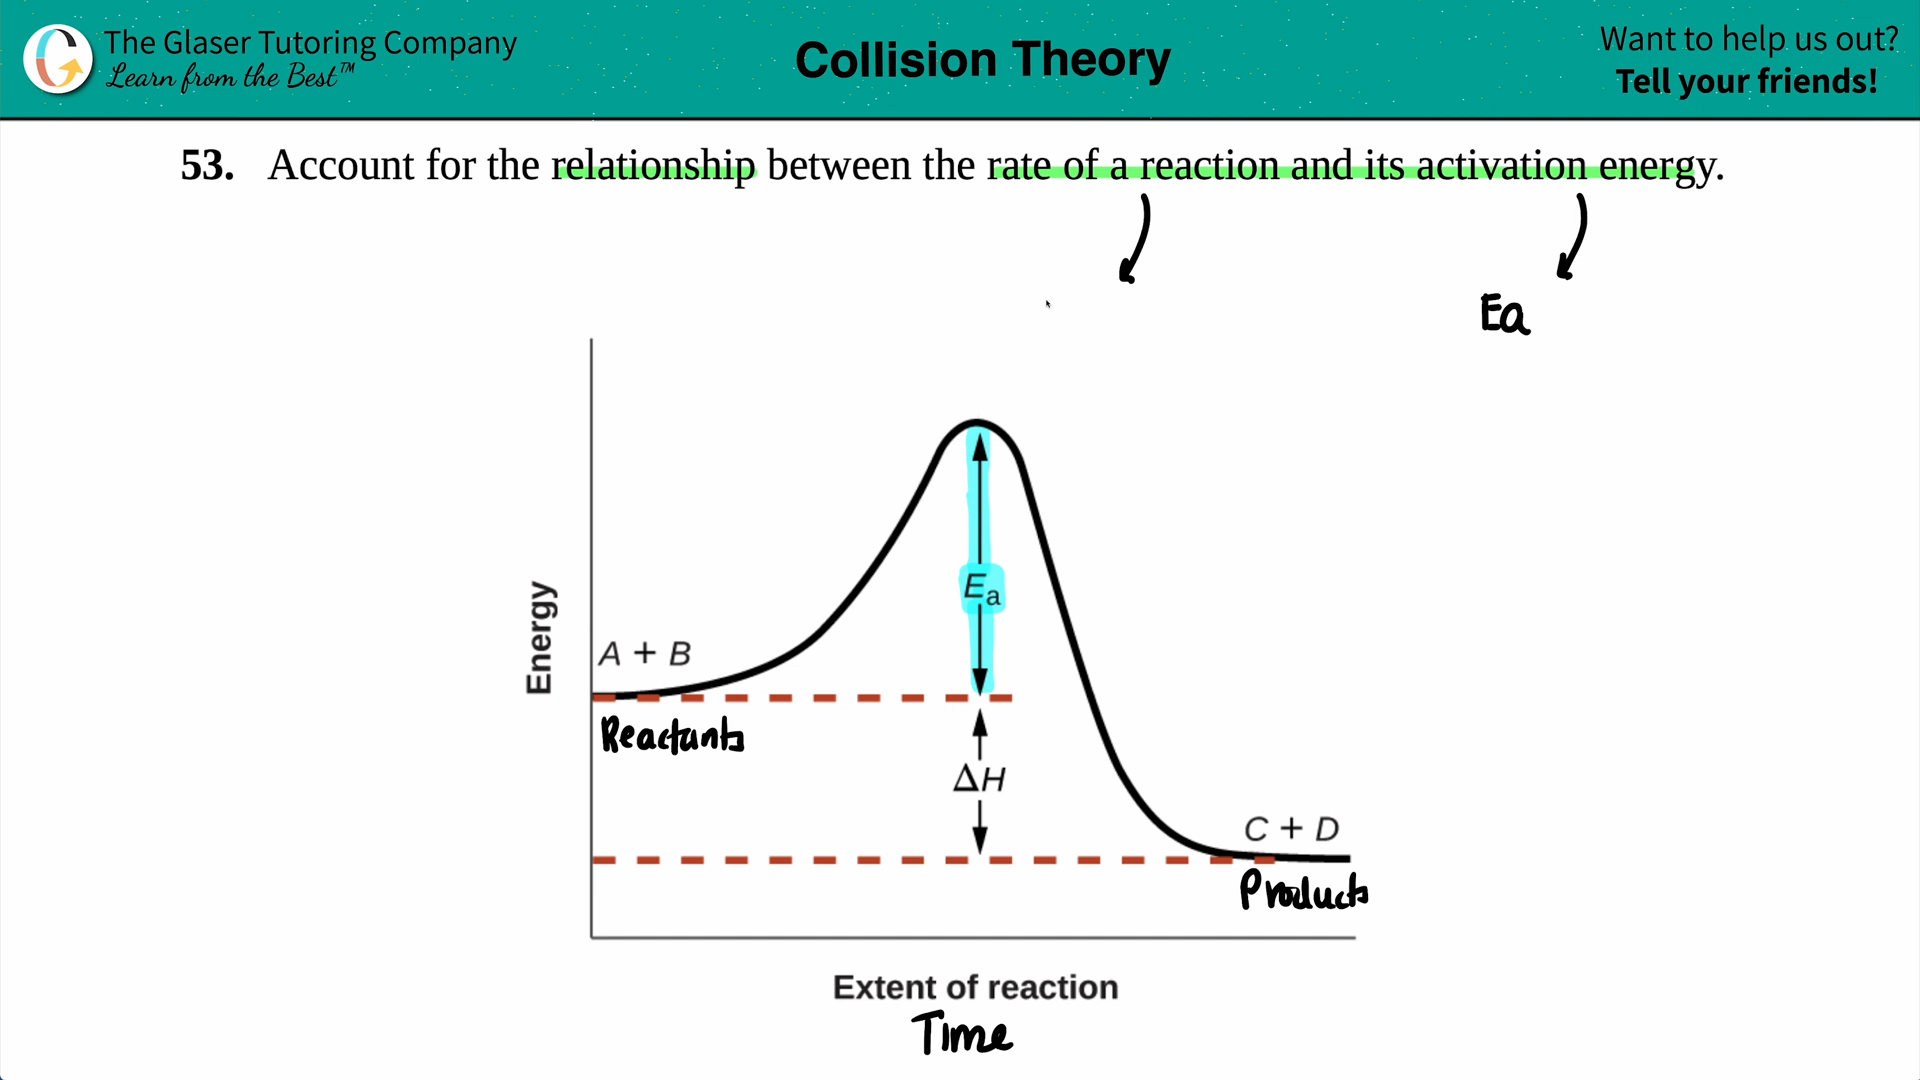 The Glaser Tutoring Company
Learn from the Best™
Collision Theory
Want to help us out?
Tell your friends!
53. Account for the relationship between the rate of a reaction and its activation energy.
Ea
Energy
Ea
A + B
Reactants
ΔH
C + D
Products
Extent of reaction
Time